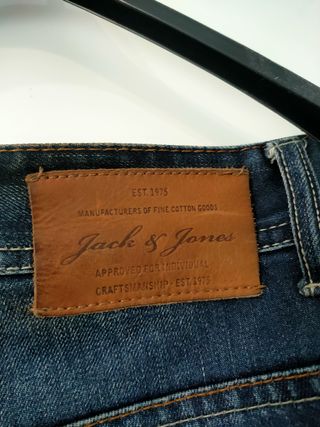 EST. 1975
MANUFACTURERS OF FINE COTTON GOODS
Jack & Jones
APPROVED FOR INDIVIDUAL
CRAFTSMANSHIP - EST. 1975